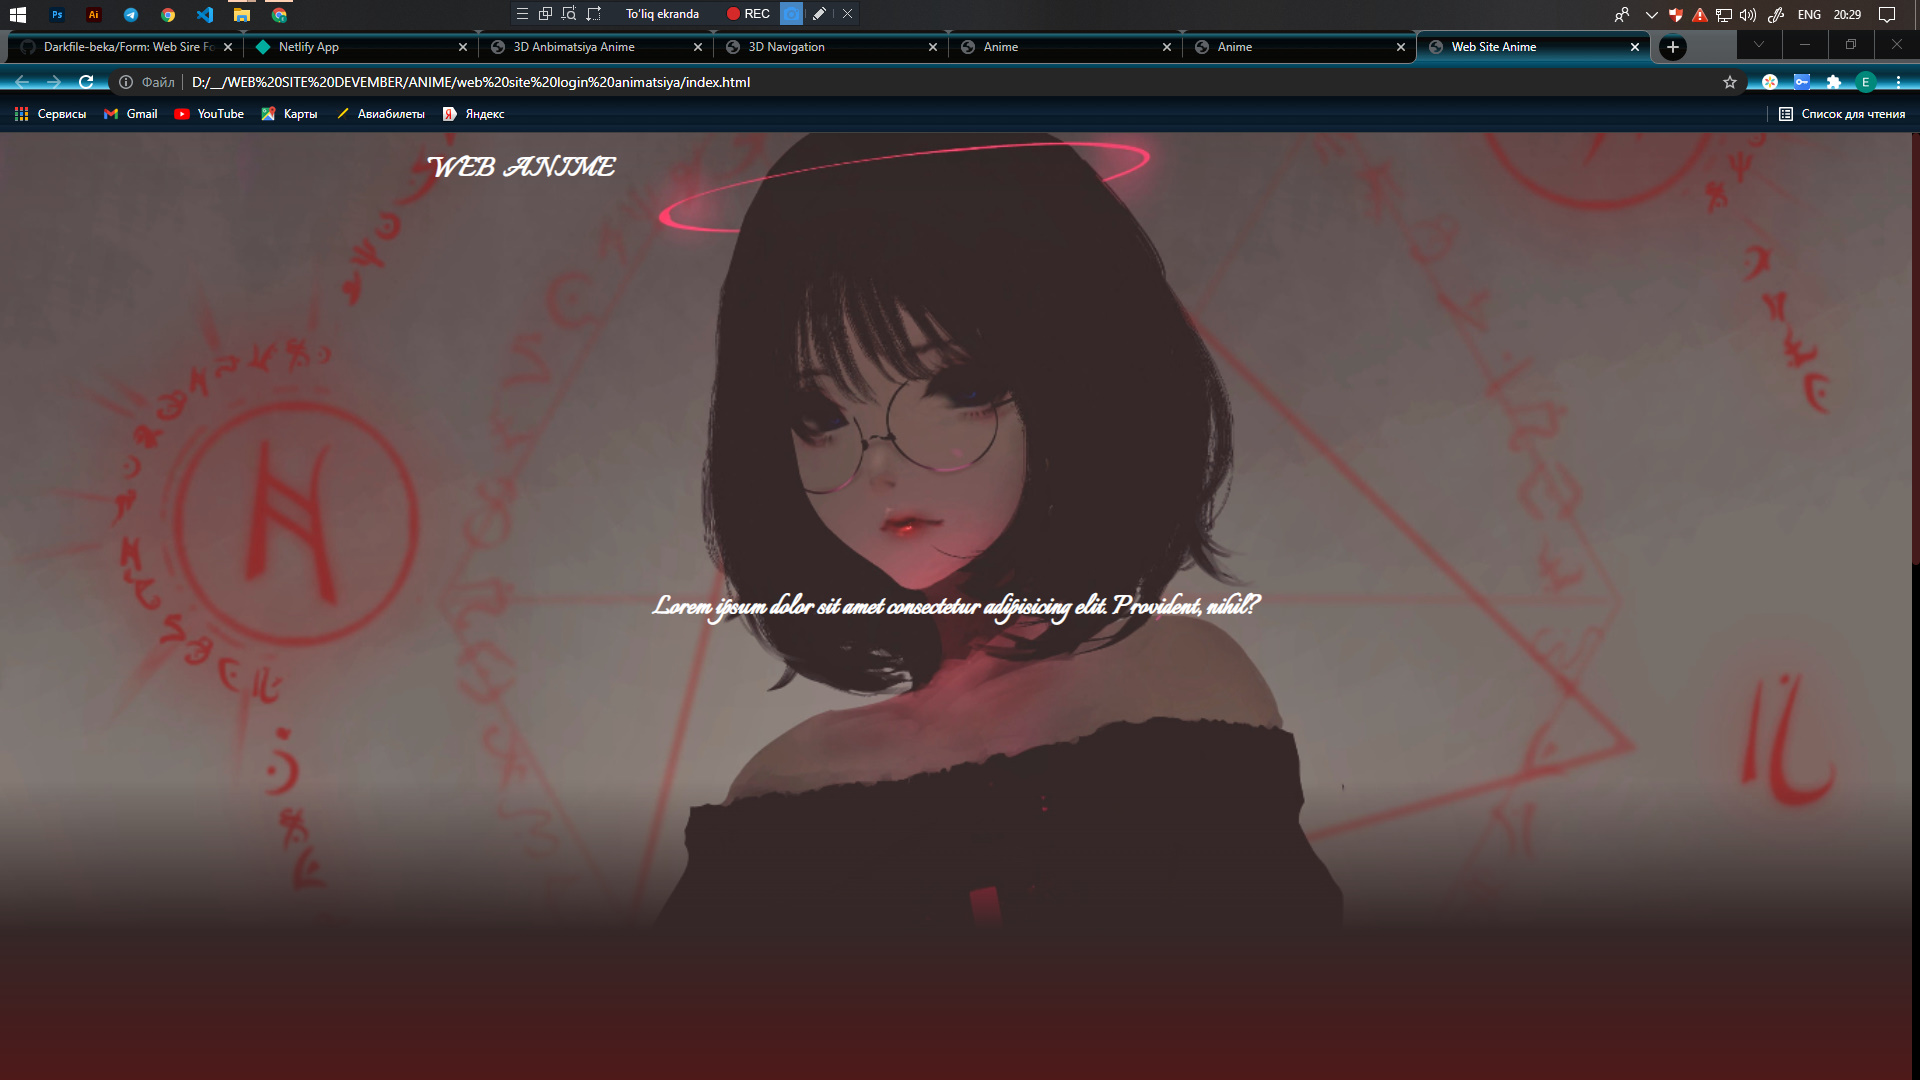 Ps Ai To'liq ekranda REC ENG 20:29
Darkfile-beka/Form: Web Sire Fo Netlify App 3D Anbimatsiya Anime 3D Navigation Anime Anime Web Site Anime
Файл D:/__/WEB%20SITE%20DEVEMBER/ANIME/web%20site%20login%20animatsiya/index.html E
Сервисы Gmail YouTube Карты Авиабилеты Яндекс Список для чтения
WEB ANIME
Lorem ipsum dolor sit amet consectetur adipisicing elit. Provident, nihil?